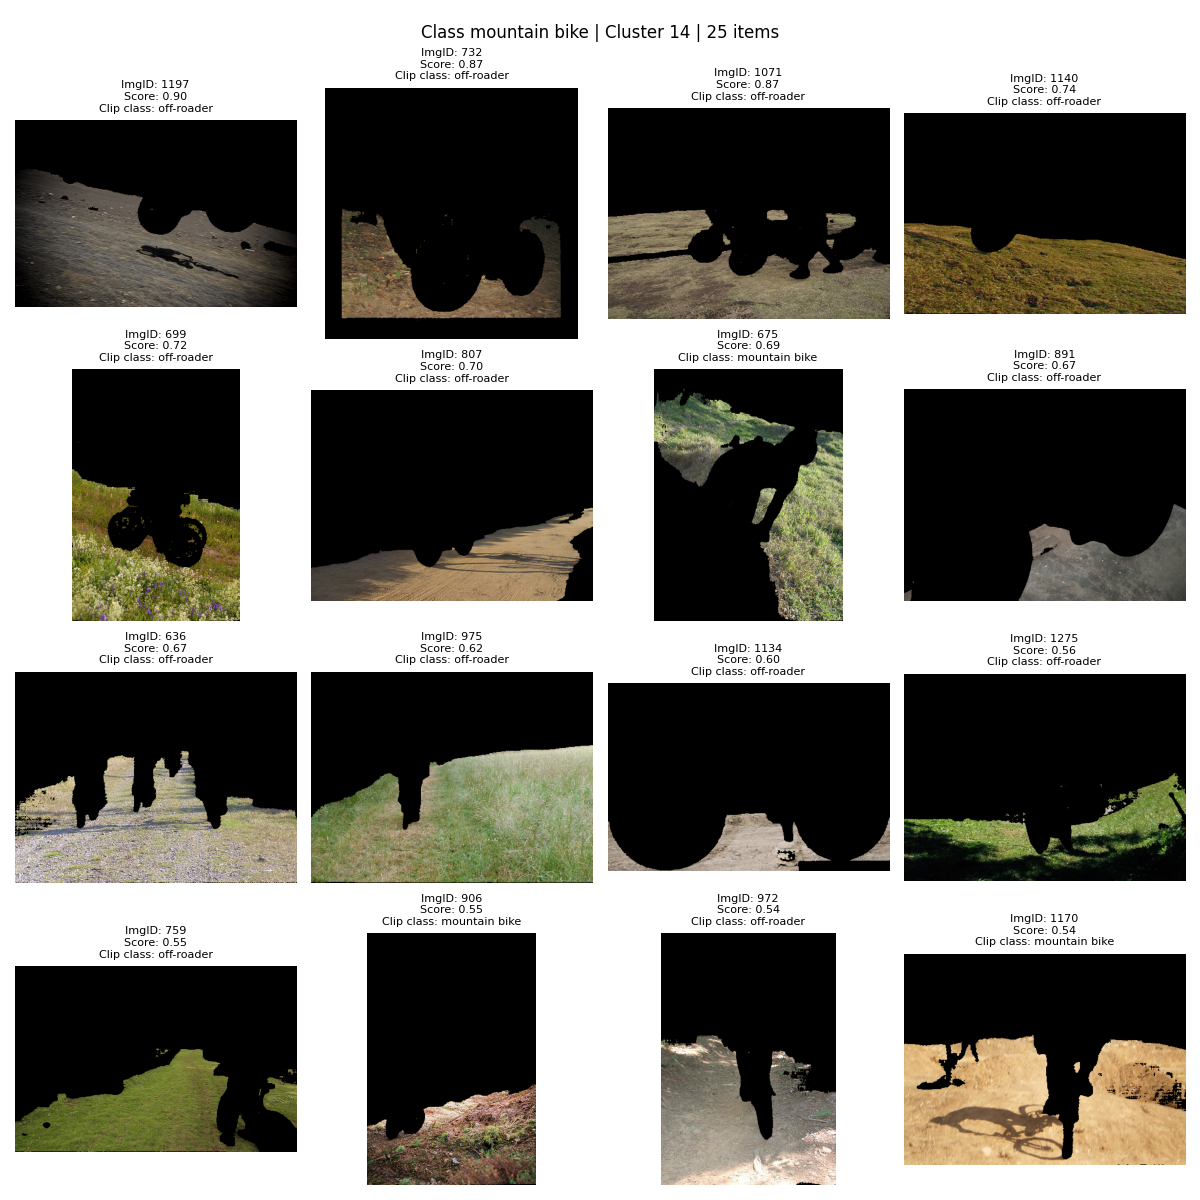 Class mountain bike | Cluster 14 | 25 items
ImgID: 1197
Score: 0.90
Clip class: off-roader
ImgID: 732
Score: 0.87
Clip class: off-roader
ImgID: 1071
Score: 0.87
Clip class: off-roader
ImgID: 1140
Score: 0.74
Clip class: off-roader
ImgID: 699
Score: 0.72
Clip class: off-roader
ImgID: 807
Score: 0.70
Clip class: off-roader
ImgID: 675
Score: 0.69
Clip class: mountain bike
ImgID: 891
Score: 0.67
Clip class: off-roader
ImgID: 636
Score: 0.67
Clip class: off-roader
ImgID: 975
Score: 0.62
Clip class: off-roader
ImgID: 1134
Score: 0.60
Clip class: off-roader
ImgID: 1275
Score: 0.56
Clip class: off-roader
ImgID: 759
Score: 0.55
Clip class: off-roader
ImgID: 906
Score: 0.55
Clip class: mountain bike
ImgID: 972
Score: 0.54
Clip class: off-roader
ImgID: 1170
Score: 0.54
Clip class: mountain bike